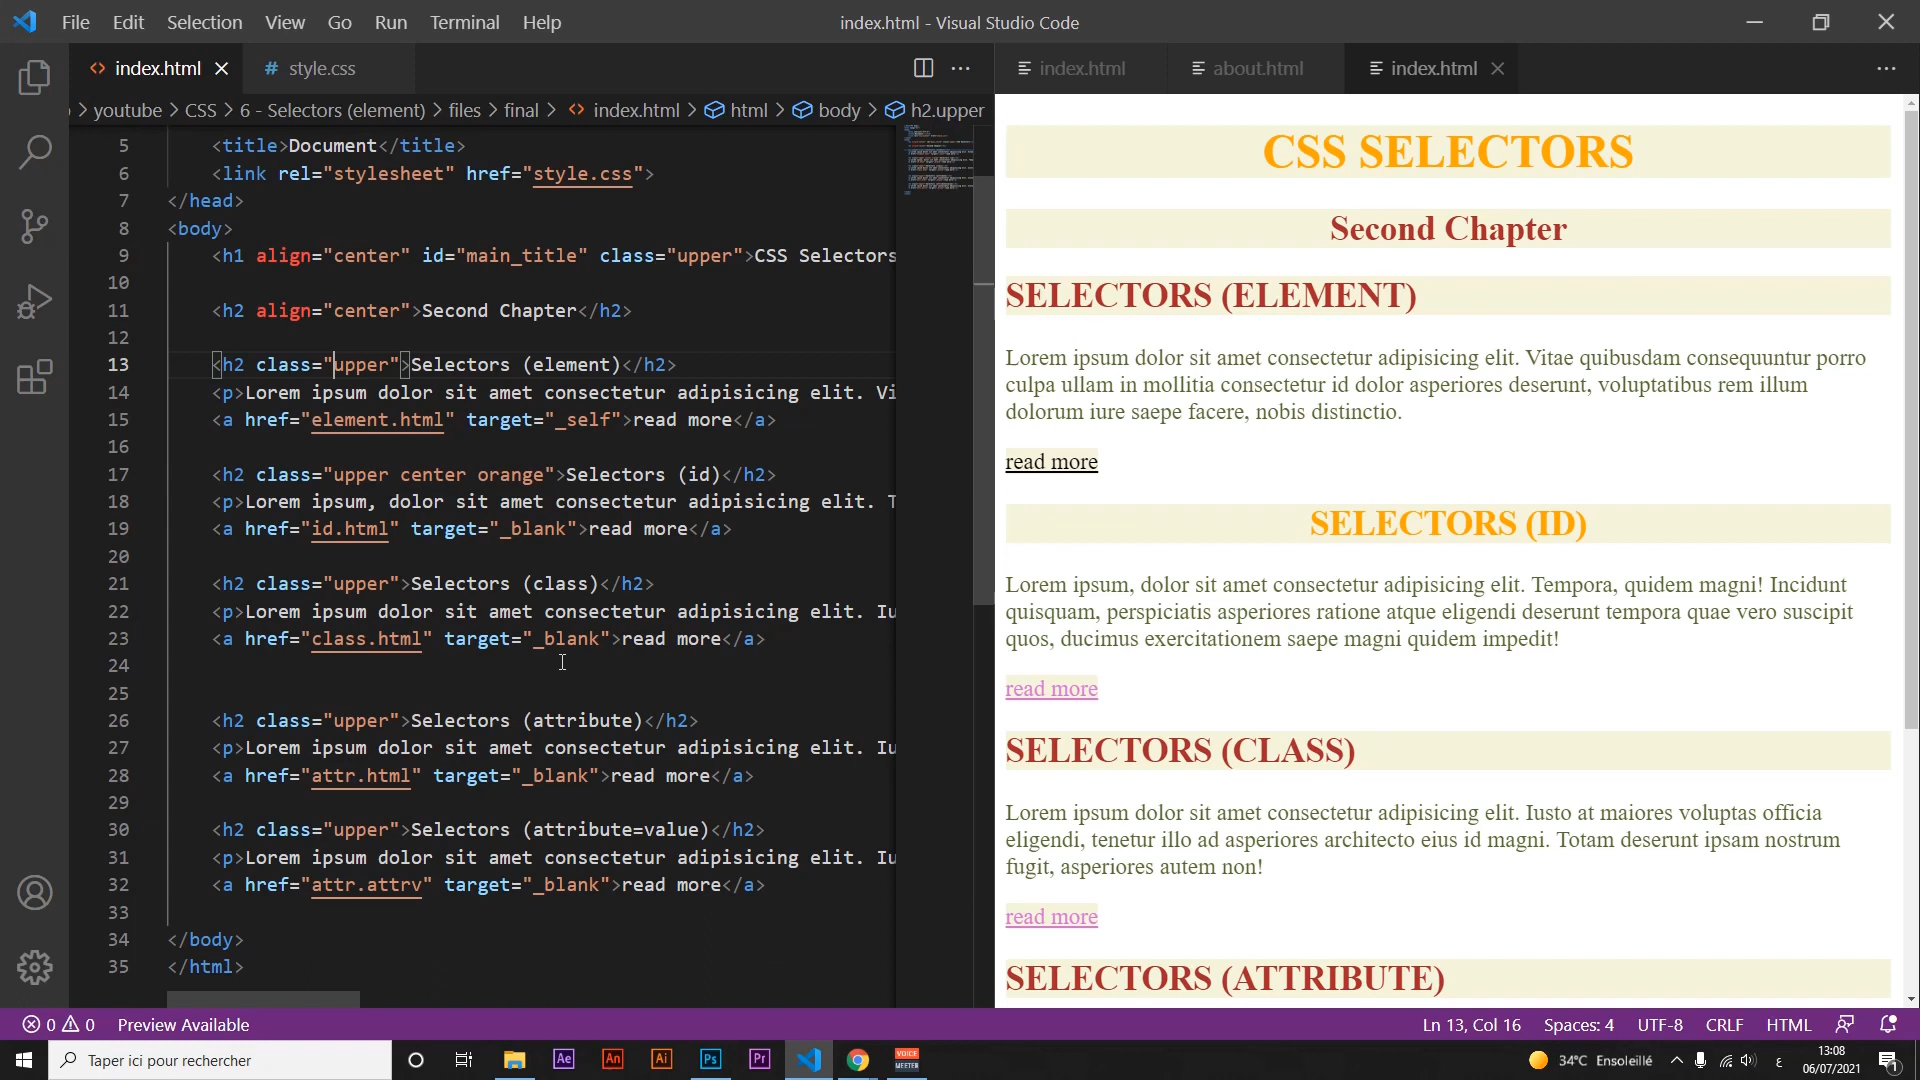 File Edit Selection View Go Run Terminal Help
index.html - Visual Studio Code
index.html
# style.css
index.html
about.html
index.html
youtube > CSS > 6 - Selectors (element) > files > final > index.html > html > body > h2.upper
5 <title>Document</title>
6 <link rel="stylesheet" href="style.css">
7 </head>
8 <body>
9 <h1 align="center" id="main_title" class="upper">CSS Selectors
10
11 <h2 align="center">Second Chapter</h2>
12
13 <h2 class="upper">Selectors (element)</h2>
14 <p>Lorem ipsum dolor sit amet consectetur adipisicing elit. Vi
15 <a href="element.html" target="_self">read more</a>
16
17 <h2 class="upper center orange">Selectors (id)</h2>
18 <p>Lorem ipsum, dolor sit amet consectetur adipisicing elit. T
19 <a href="id.html" target="_blank">read more</a>
20
21 <h2 class="upper">Selectors (class)</h2>
22 <p>Lorem ipsum dolor sit amet consectetur adipisicing elit. Iu
23 <a href="class.html" target="_blank">read more</a>
24
25
26 <h2 class="upper">Selectors (attribute)</h2>
27 <p>Lorem ipsum dolor sit amet consectetur adipisicing elit. Iu
28 <a href="attr.html" target="_blank">read more</a>
29
30 <h2 class="upper">Selectors (attribute=value)</h2>
31 <p>Lorem ipsum dolor sit amet consectetur adipisicing elit. Iu
32 <a href="attr.attrv" target="_blank">read more</a>
33
34 </body>
35 </html>
CSS SELECTORS
Second Chapter
SELECTORS (ELEMENT)
Lorem ipsum dolor sit amet consectetur adipisicing elit. Vitae quibusdam consequuntur porro
culpa ullam in mollitia consectetur id dolor asperiores deserunt, voluptatibus rem illum
dolorum iure saepe facere, nobis distinctio.
read more
SELECTORS (ID)
Lorem ipsum, dolor sit amet consectetur adipisicing elit. Tempora, quidem magni! Incidunt
quisquam, perspiciatis asperiores ratione atque eligendi deserunt tempora quae vero suscipit
quos, ducimus exercitationem saepe magni quidem impedit!
read more
SELECTORS (CLASS)
Lorem ipsum dolor sit amet consectetur adipisicing elit. Iusto at maiores voluptas officia
eligendi, tenetur illo ad asperiores architecto eius id magni. Totam deserunt ipsam nostrum
fugit, asperiores autem non!
read more
SELECTORS (ATTRIBUTE)
0 0 Preview Available
Ln 13, Col 16 Spaces: 4 UTF-8 CRLF HTML
Taper ici pour rechercher
Ae An Ai Ps Pr
VOICE
MEETER
34°C Ensoleillé
ع
13:08
06/07/2021
1